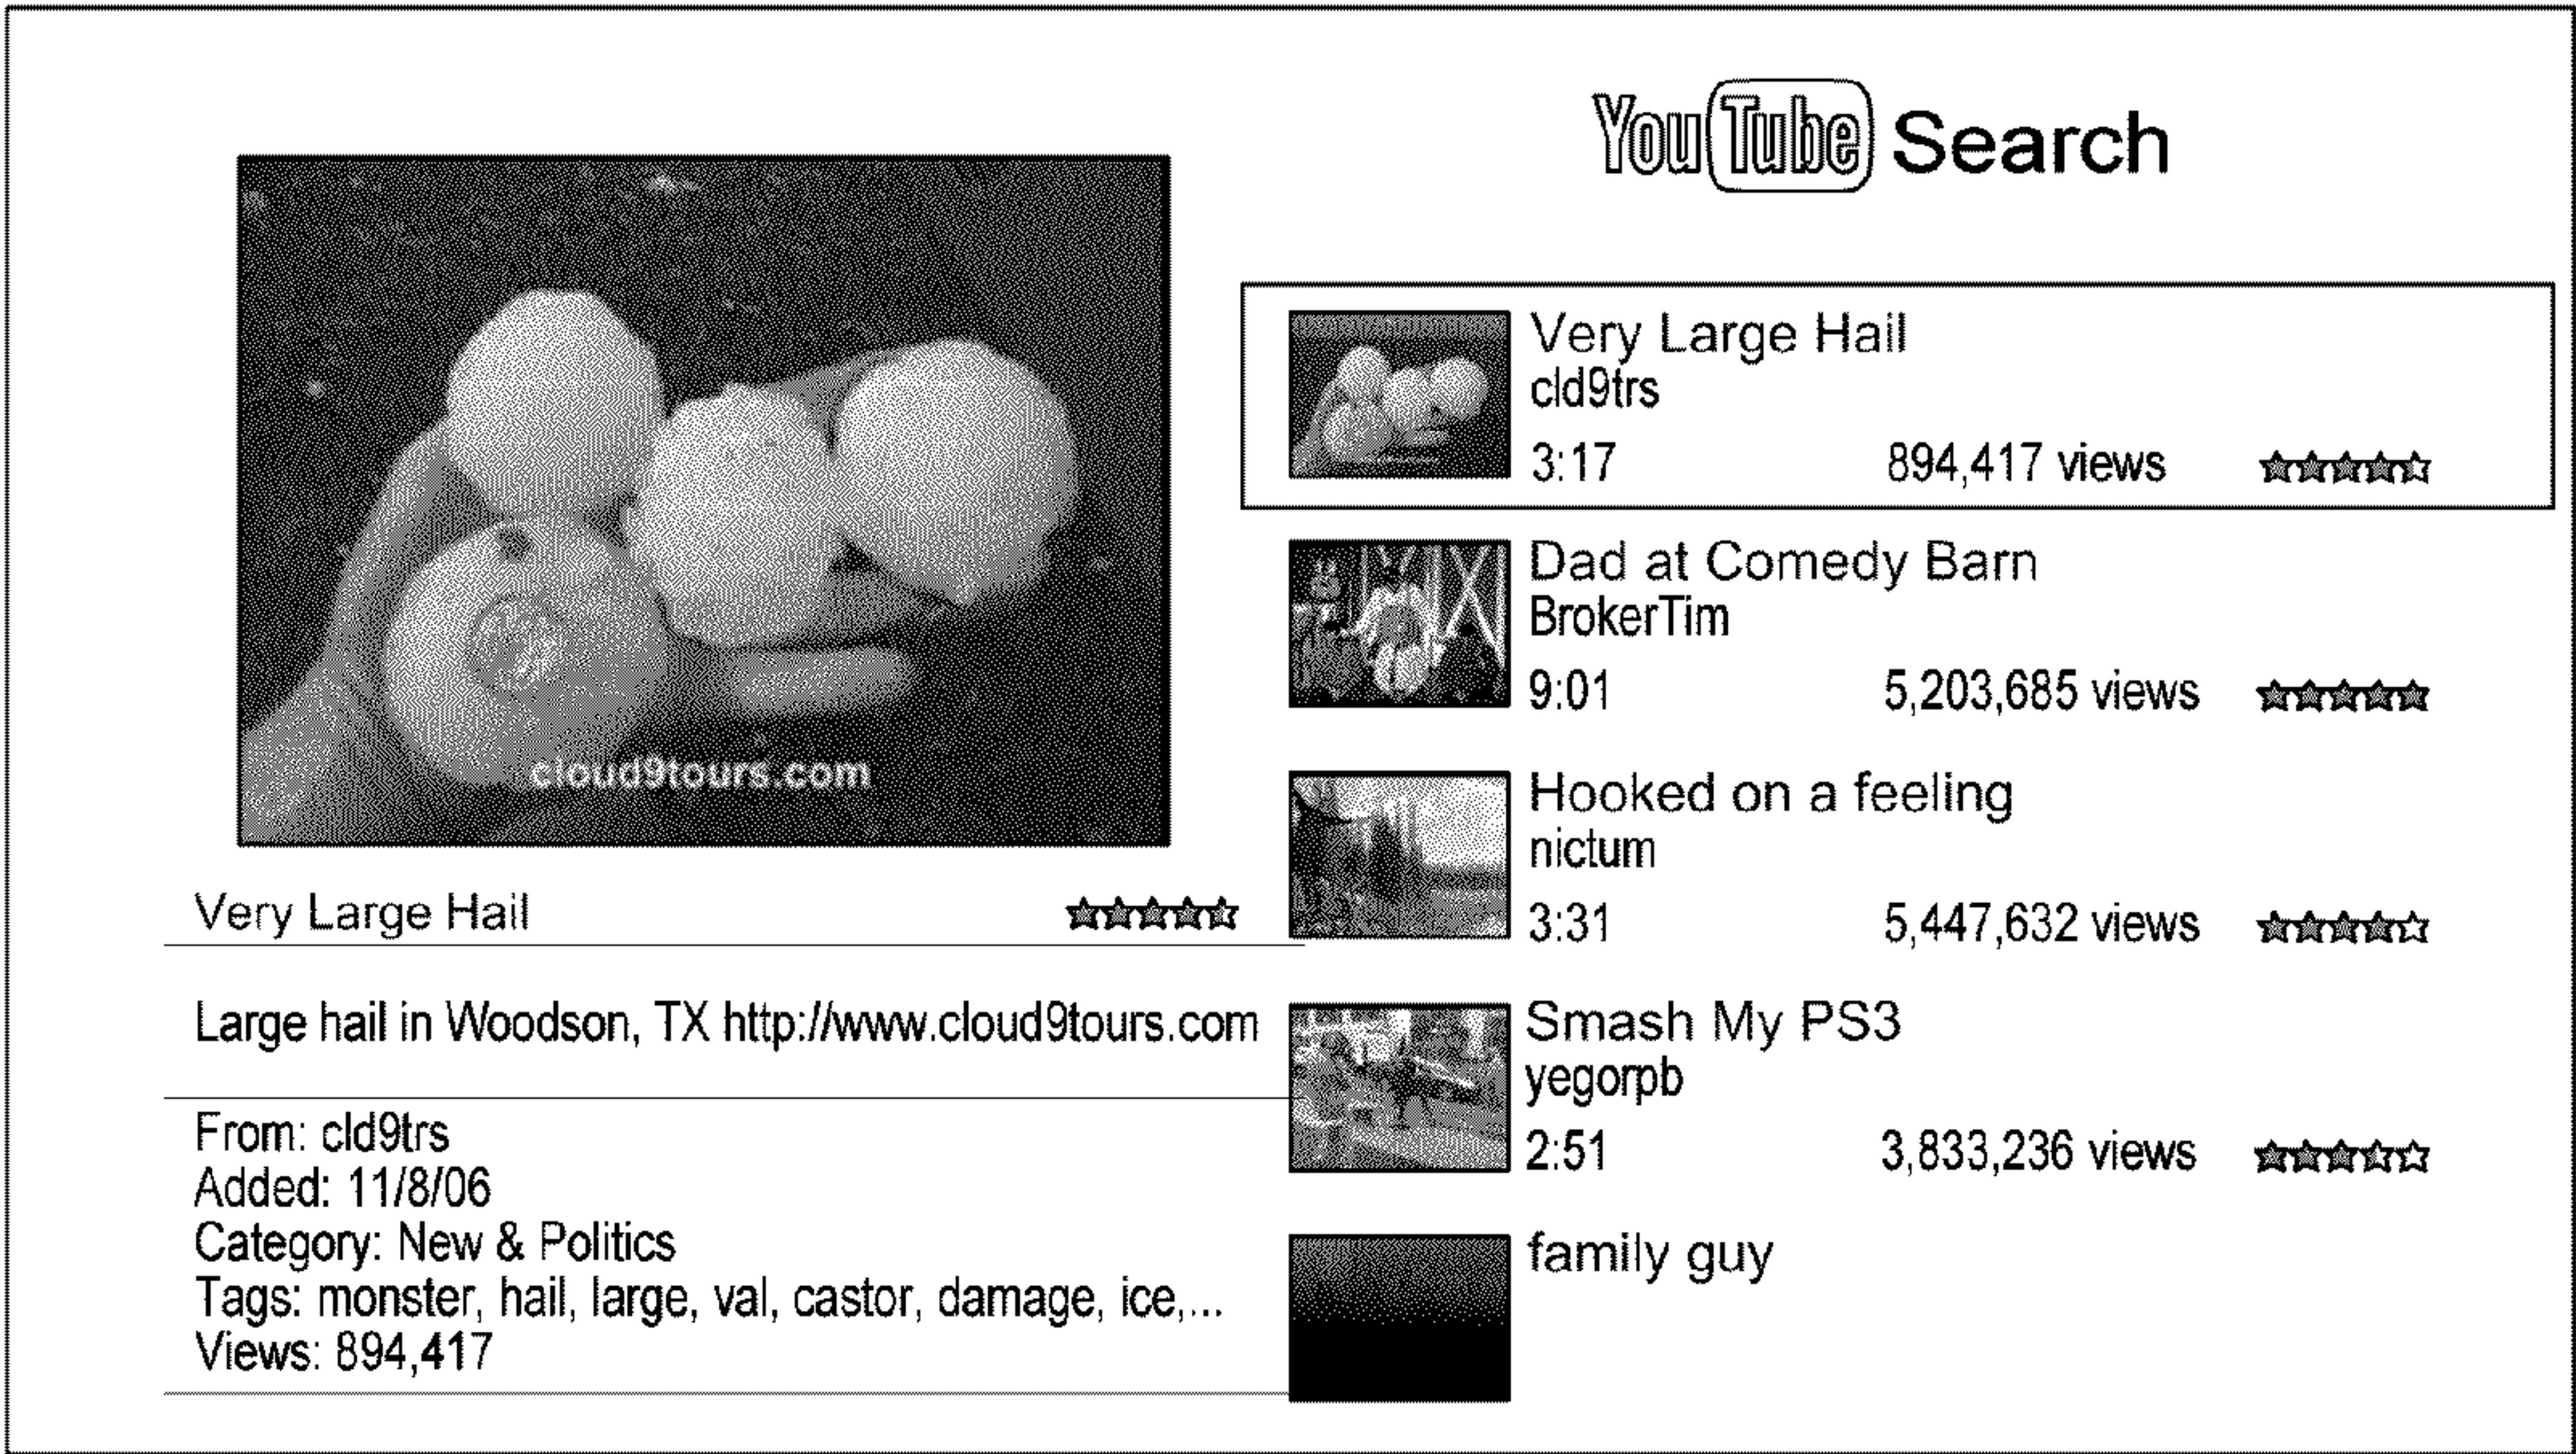 YouTube Search
cloud9tours.com
Very Large Hail
Large hail in Woodson, TX http://www.cloud9tours.com
From: cld9trs
Added: 11/8/06
Category: New & Politics
Tags: monster, hail, large, val, castor, damage, ice,...
Views: 894,417
Very Large Hail
cld9trs
3:17 894,417 views
Dad at Comedy Barn
BrokerTim
9:01 5,203,685 views
Hooked on a feeling
nictum
3:31 5,447,632 views
Smash My PS3
yegorpb
2:51 3,833,236 views
family guy